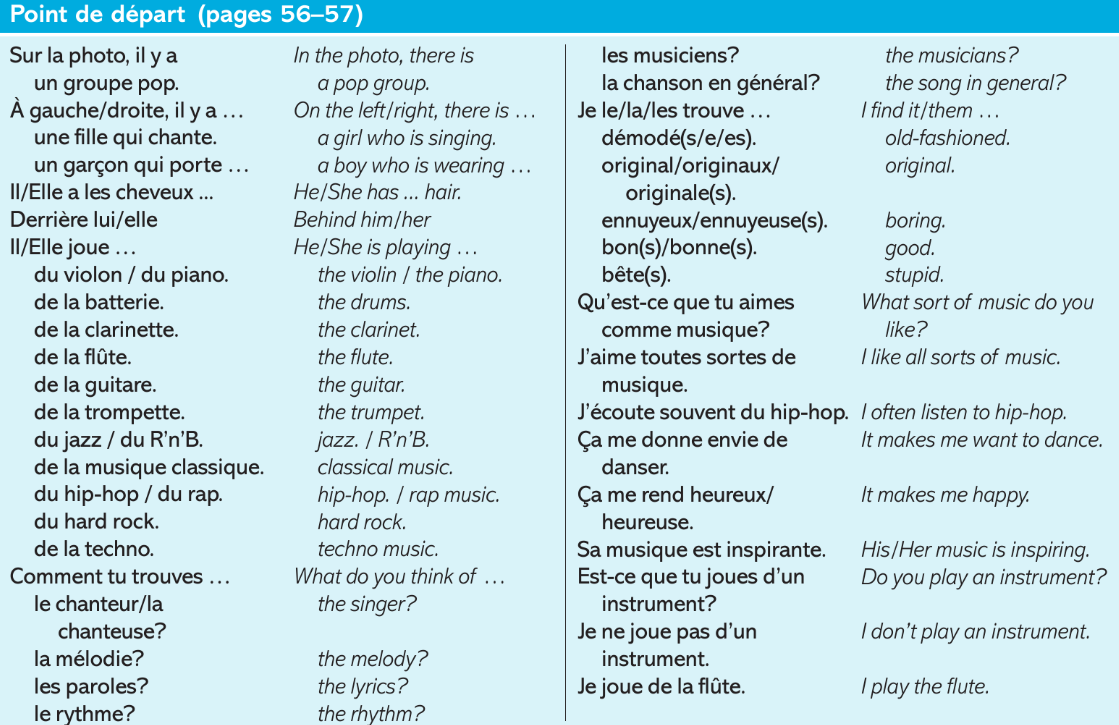 Point de départ (pages 56–57)
Sur la photo, il y a In the photo, there is
un groupe pop. a pop group.
À gauche/droite, il y a … On the left/right, there is …
une fille qui chante. a girl who is singing.
un garçon qui porte … a boy who is wearing …
Il/Elle a les cheveux ... He/She has ... hair.
Derrière lui/elle Behind him/her
Il/Elle joue … He/She is playing …
du violon / du piano. the violin / the piano.
de la batterie. the drums.
de la clarinette. the clarinet.
de la flûte. the flute.
de la guitare. the guitar.
de la trompette. the trumpet.
du jazz / du R’n’B. jazz. / R’n’B.
de la musique classique. classical music.
du hip-hop / du rap. hip-hop. / rap music.
du hard rock. hard rock.
de la techno. techno music.
Comment tu trouves … What do you think of …
le chanteur/la the singer?
chanteuse?
la mélodie? the melody?
les paroles? the lyrics?
le rythme? the rhythm?
les musiciens? the musicians?
la chanson en général? the song in general?
Je le/la/les trouve … I find it/them …
démodé(s/e/es). old-fashioned.
original/originaux/ original.
originale(s).
ennuyeux/ennuyeuse(s). boring.
bon(s)/bonne(s). good.
bête(s). stupid.
Qu’est-ce que tu aimes What sort of music do you
comme musique? like?
J’aime toutes sortes de I like all sorts of music.
musique.
J’écoute souvent du hip-hop. I often listen to hip-hop.
Ça me donne envie de It makes me want to dance.
danser.
Ça me rend heureux/ It makes me happy.
heureuse.
Sa musique est inspirante. His/Her music is inspiring.
Est-ce que tu joues d’un Do you play an instrument?
instrument?
Je ne joue pas d’un I don’t play an instrument.
instrument.
Je joue de la flûte. I play the flute.